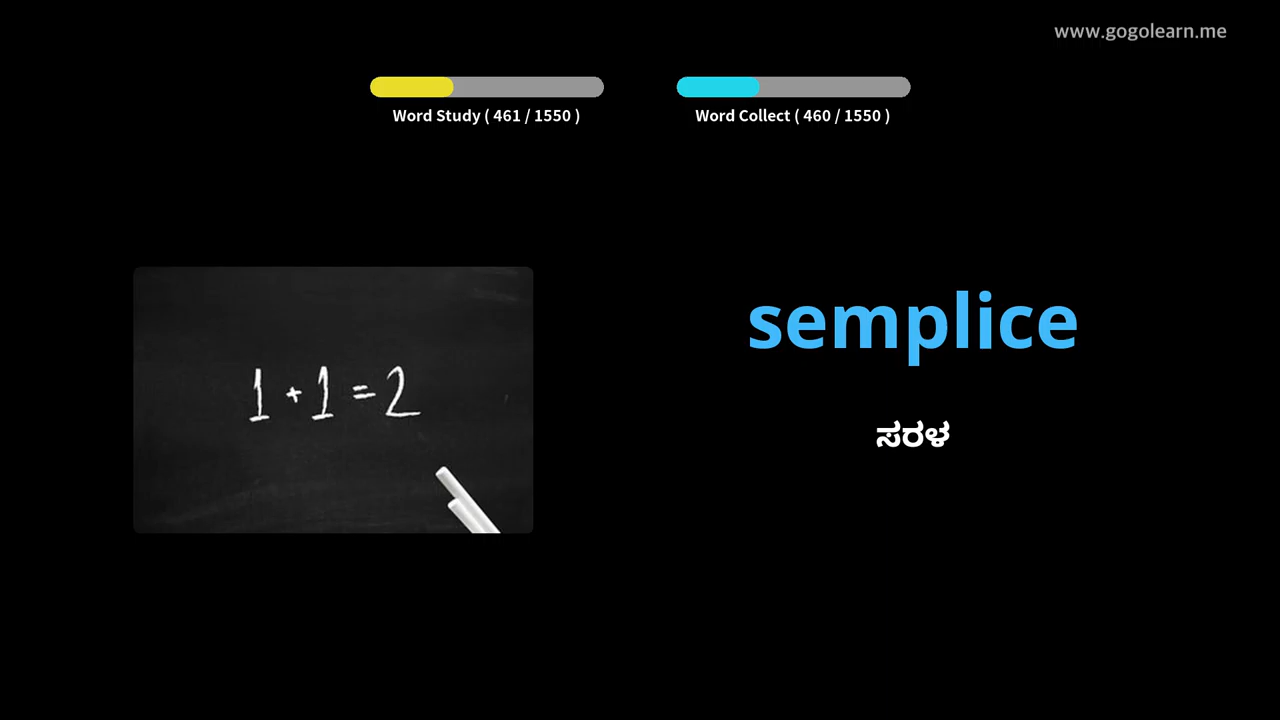 www.gogolearn.me
Word Study ( 461 / 1550 )
Word Collect ( 460 / 1550 )
1 + 1 = 2
semplice
ಸರಳ